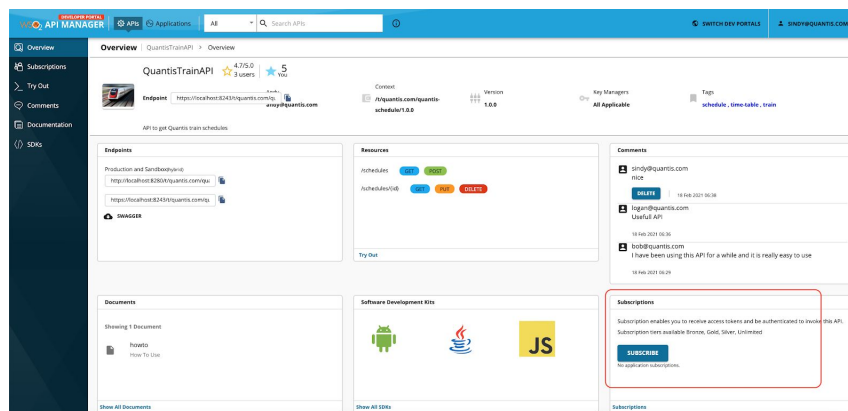 DEVELOPER PORTAL
WSO2 API MANAGER
APIs
Applications
All
Search APIs
SWITCH DEV PORTALS
SINDY@QUANTIS.COM
Overview
Subscriptions
Try Out
Comments
Documentation
SDKs
Overview | QuantisTrainAPI > Overview
QuantisTrainAPI
4.7/5.0
3 users
5
You
Endpoint
https://localhost:8243/t/quantis.com/q
andy@quantis.com
Context
/t/quantis.com/quantis-
schedule/1.0.0
Version
1.0.0
Key Managers
All Applicable
Tags
schedule , time-table , train
API to get Quantis train schedules
Endpoints
Production and Sandbox(hybrid)
http://localhost:8280/t/quantis.com/qu
https://localhost:8243/t/quantis.com/q
SWAGGER
Resources
/schedules GET POST
/schedules/{id} GET PUT DELETE
Try Out
Comments
sindy@quantis.com
nice
DELETE | 18 Feb 2021 06:38
logan@quantis.com
Usefull API
18 Feb 2021 06:36
bob@quantis.com
I have been using this API for a while and it is really easy to use
18 Feb 2021 06:29
Documents
Showing 1 Document
howto
How To Use
Show All Documents
Software Development Kits
JS
Show All SDKs
Subscriptions
Subscription enables you to receive access tokens and be authenticated to invoke this API.
Subscription tiers available Bronze, Gold, Silver, Unlimited
SUBSCRIBE
No application subscriptions.
Subscriptions